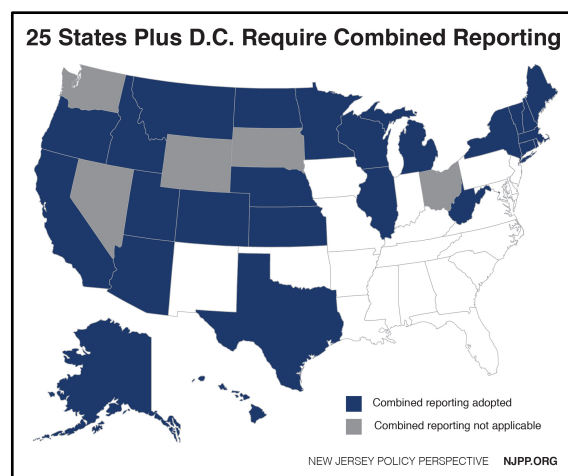 25 States Plus D.C. Require Combined Reporting
Combined reporting adopted
Combined reporting not applicable
NEW JERSEY POLICY PERSPECTIVE NJPP.ORG